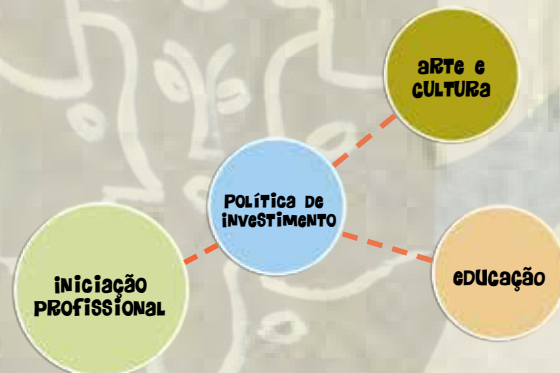 aRTe e
CULTURa
POLíTiCa De
iNVeSTiMeNTO
iNiCiaçãO
PROfiSSiONaL
eDUCaçãO